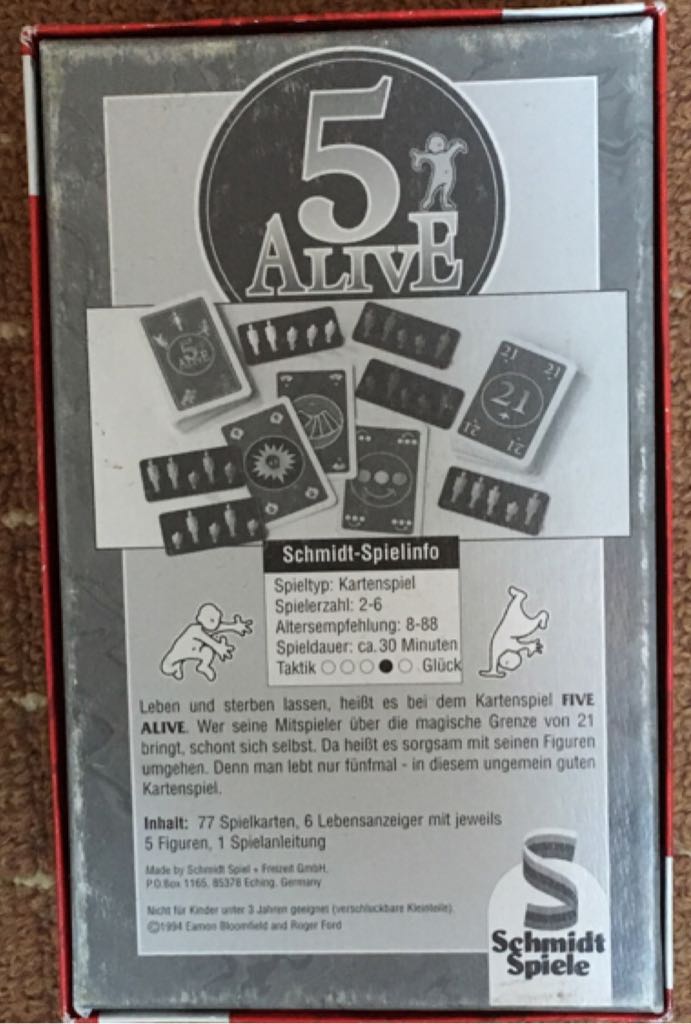 5
ALIVE
5
ALIVE
21
21
21
21
21
Schmidt-Spielinfo
Spieltyp: Kartenspiel
Spielerzahl: 2-6
Altersempfehlung: 8-88
Spieldauer: ca.30 Minuten
Taktik Glück
Leben und sterben lassen, heißt es bei dem Kartenspiel FIVE
ALIVE. Wer seine Mitspieler über die magische Grenze von 21
bringt, schont sich selbst. Da heißt es sorgsam mit seinen Figuren
umgehen. Denn man lebt nur fünfmal - in diesem ungemein guten
Kartenspiel.
Inhalt: 77 Spielkarten, 6 Lebensanzeiger mit jeweils
5 Figuren, 1 Spielanleitung
Made by Schmidt Spiel + Freizeit GmbH,
P.O.Box 1165, 85378 Eching, Germany
Nicht für Kinder unter 3 Jahren geeignet (verschluckbare Kleinteile).
©1994 Eamon Bloomfield and Roger Ford
Schmidt
Spiele